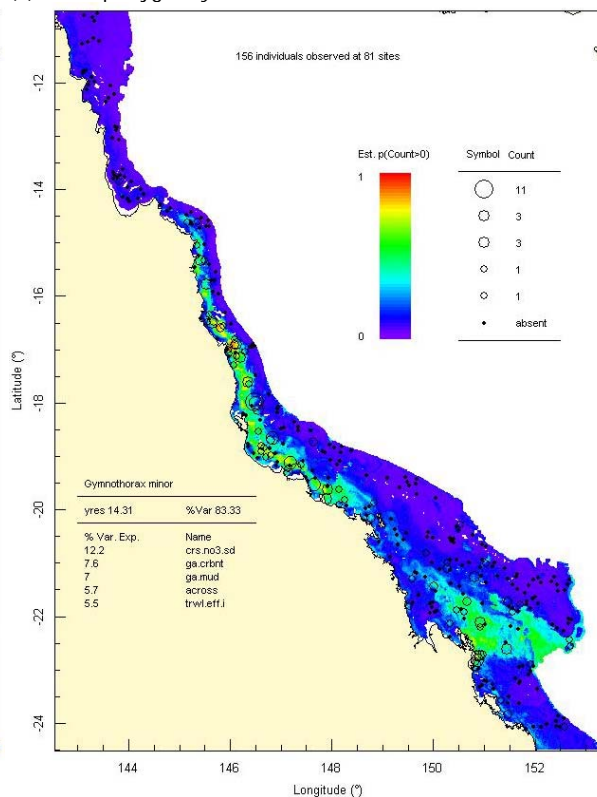 156 individuals observed at 81 sites
Est. p(Count>0)
1
0
Symbol Count
11
3
3
1
1
absent
Gymnothorax minor
yres 14.31 %Var 83.33
% Var. Exp. Name
12.2 crs.no3.sd
7.6 ga.crbnt
7 ga.mud
5.7 across
5.5 trwl.eff.i
Latitude (°)
-12
-14
-16
-18
-20
-22
-24
144 146 148 150 152
Longitude (°)